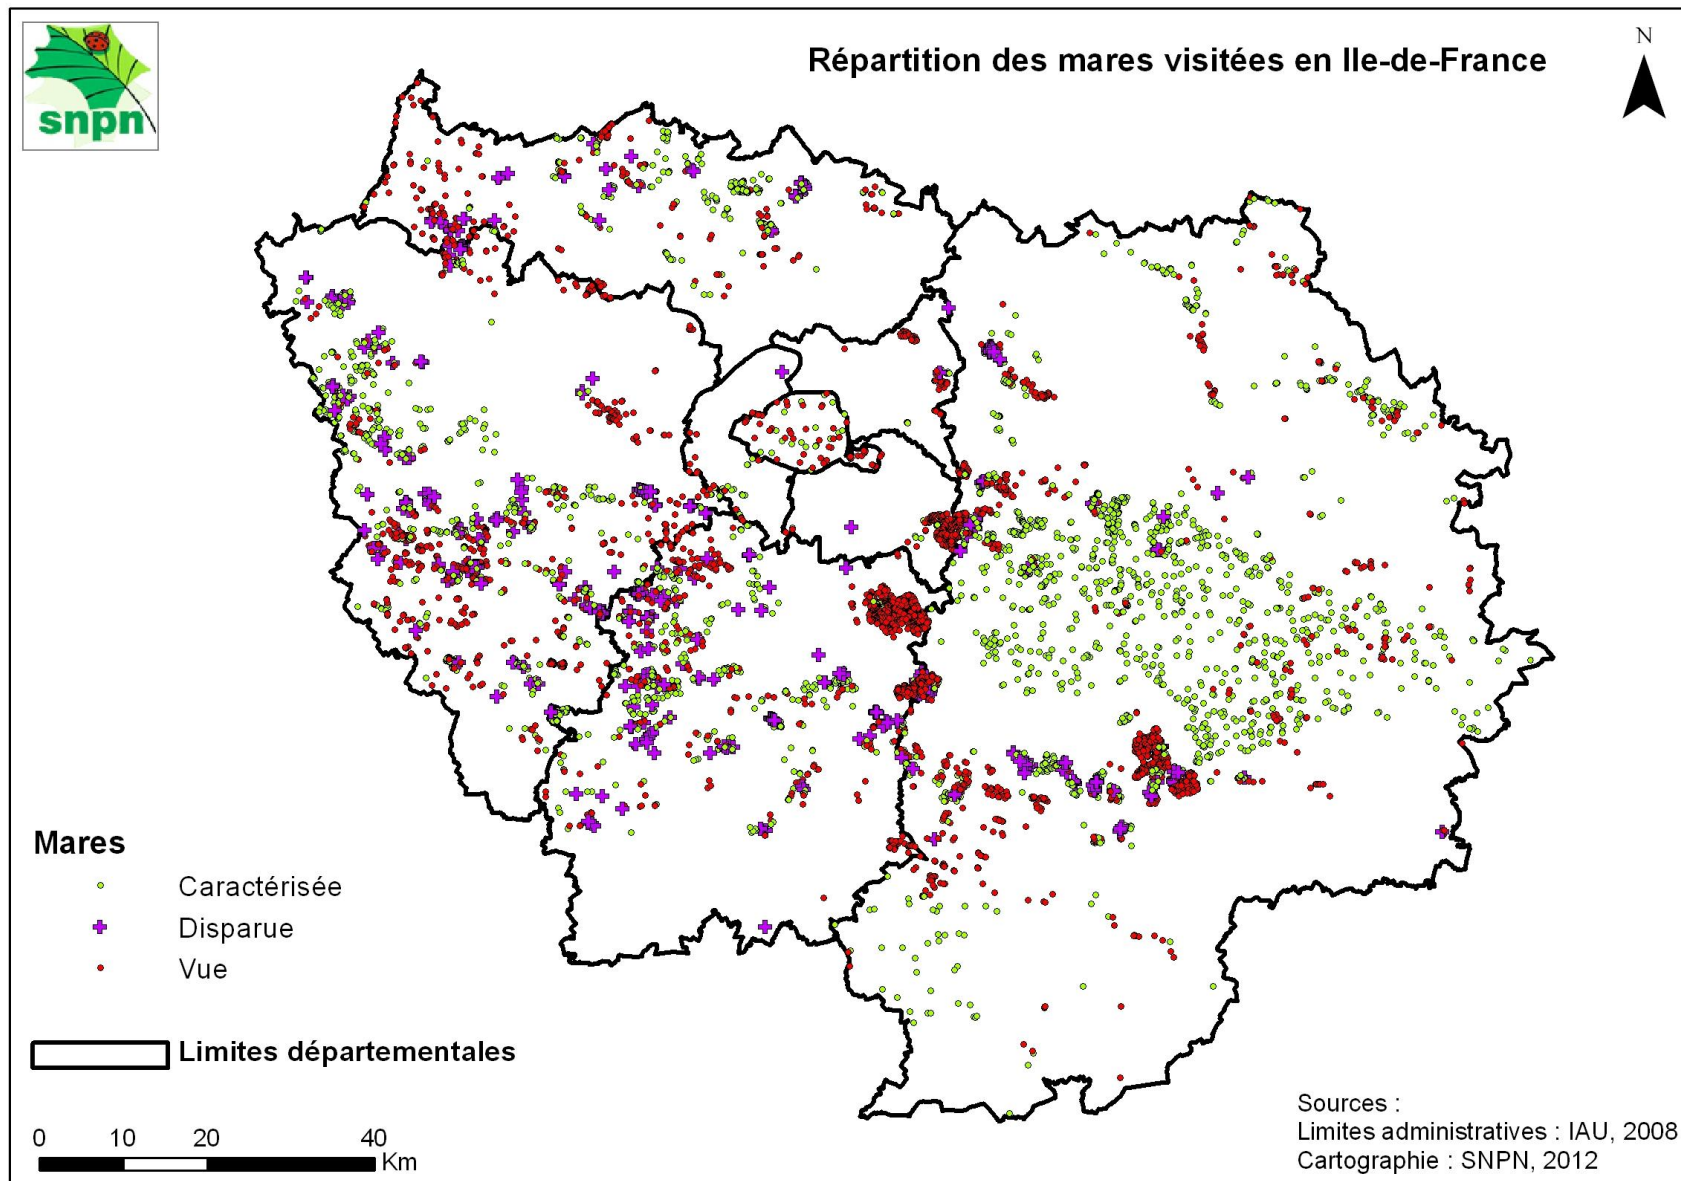 snpn
Répartition des mares visitées en Ile-de-France
N
Mares
Caractérisée
Disparue
Vue
Limites départementales
0 10 20 40
Km
Sources :
Limites administratives : IAU, 2008
Cartographie : SNPN, 2012